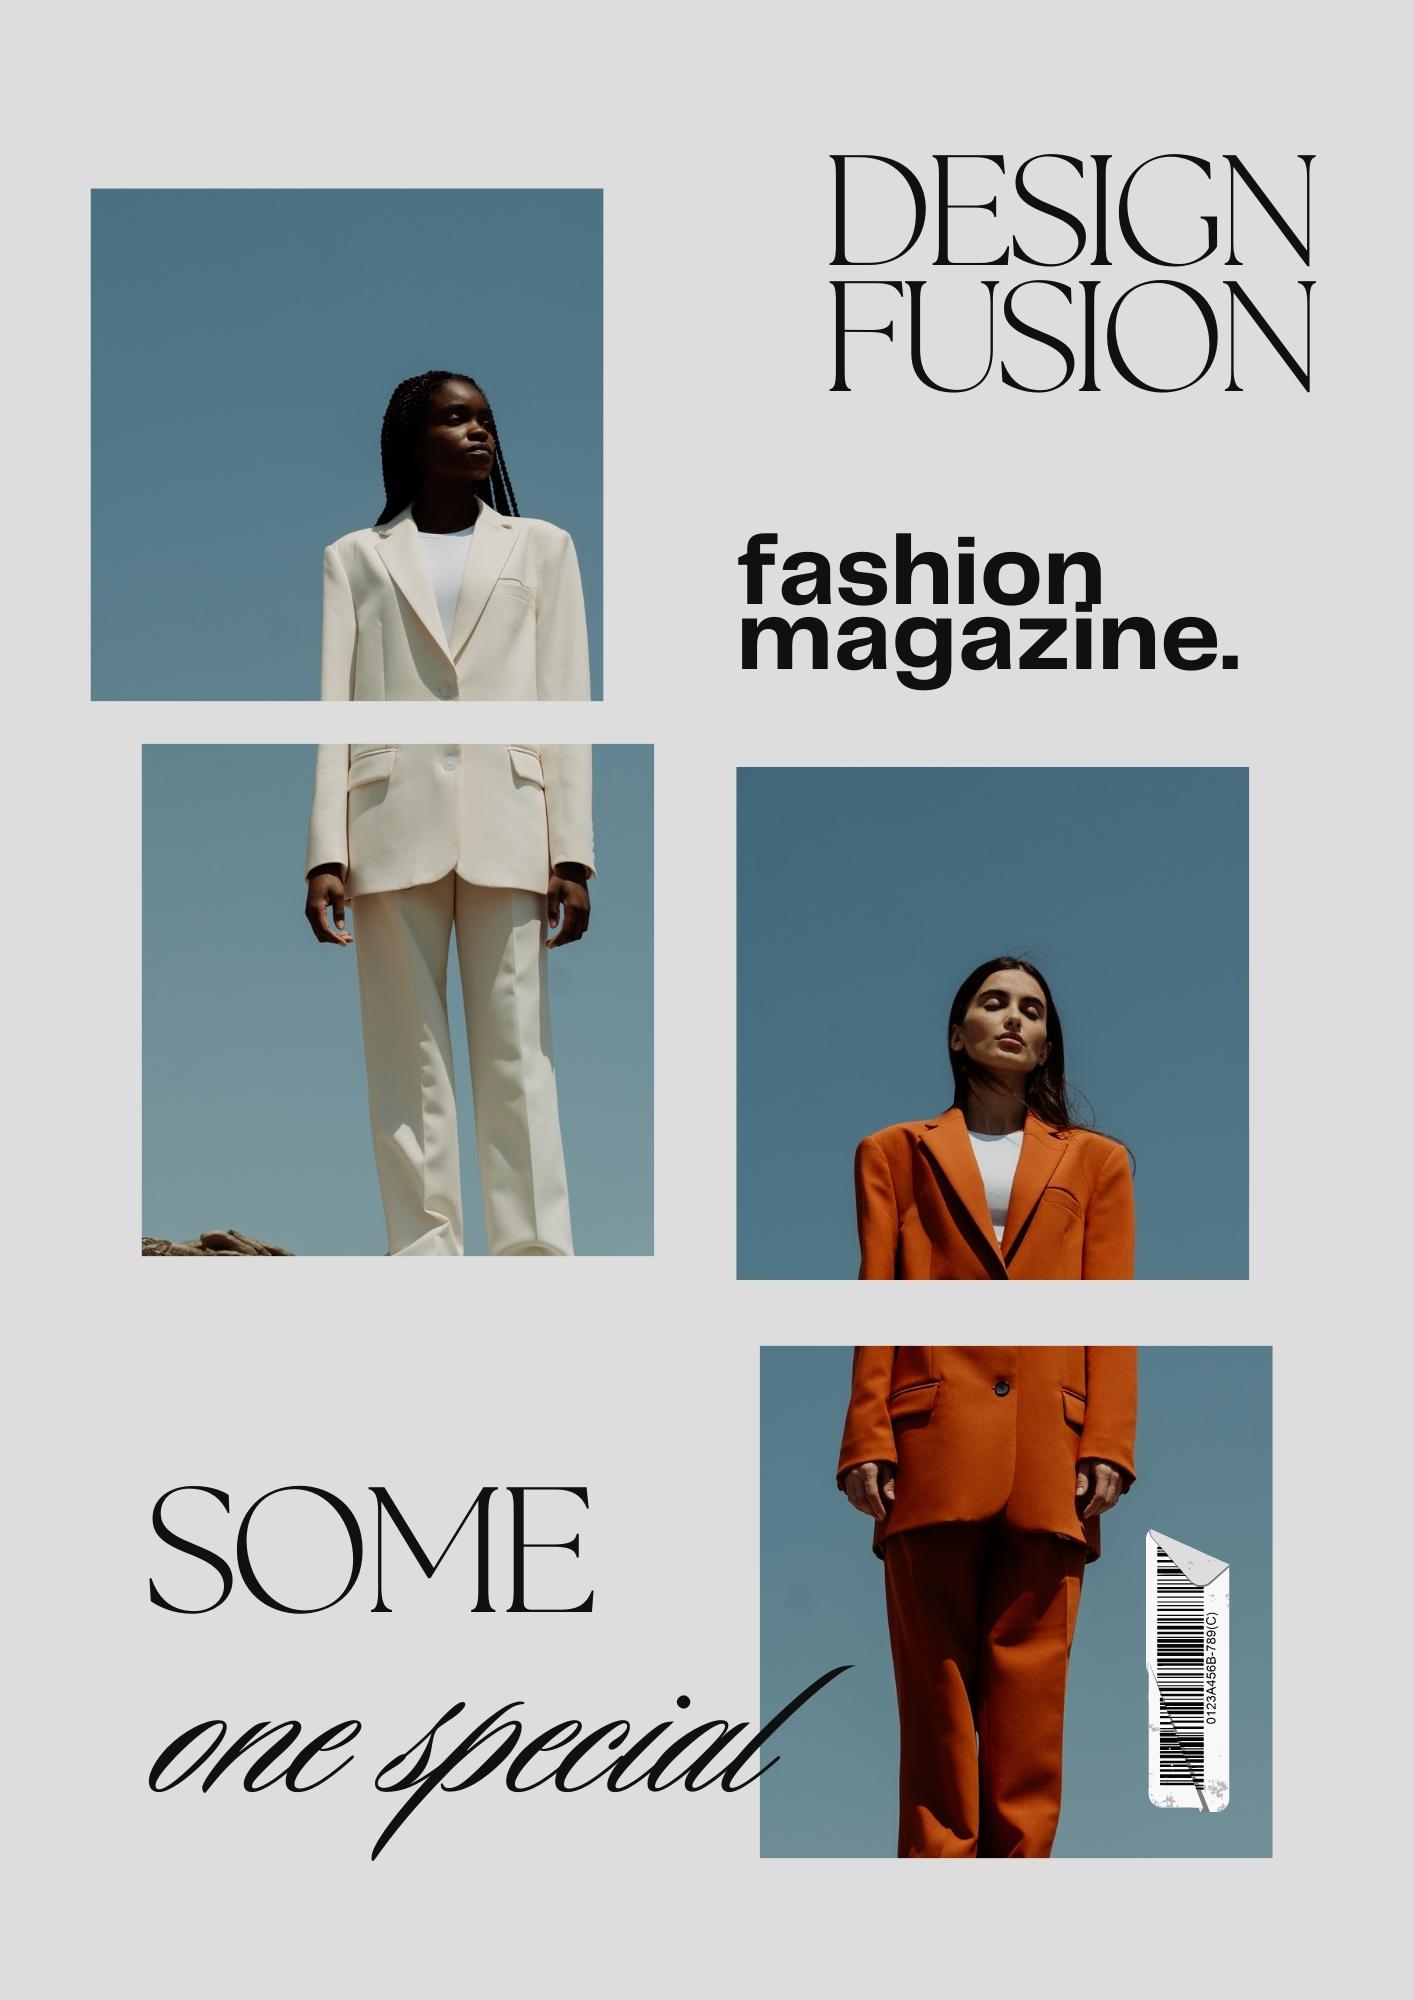 DESIGN
FUSION
fashion
magazine.
SOME
one special
0123A456B-789(C)